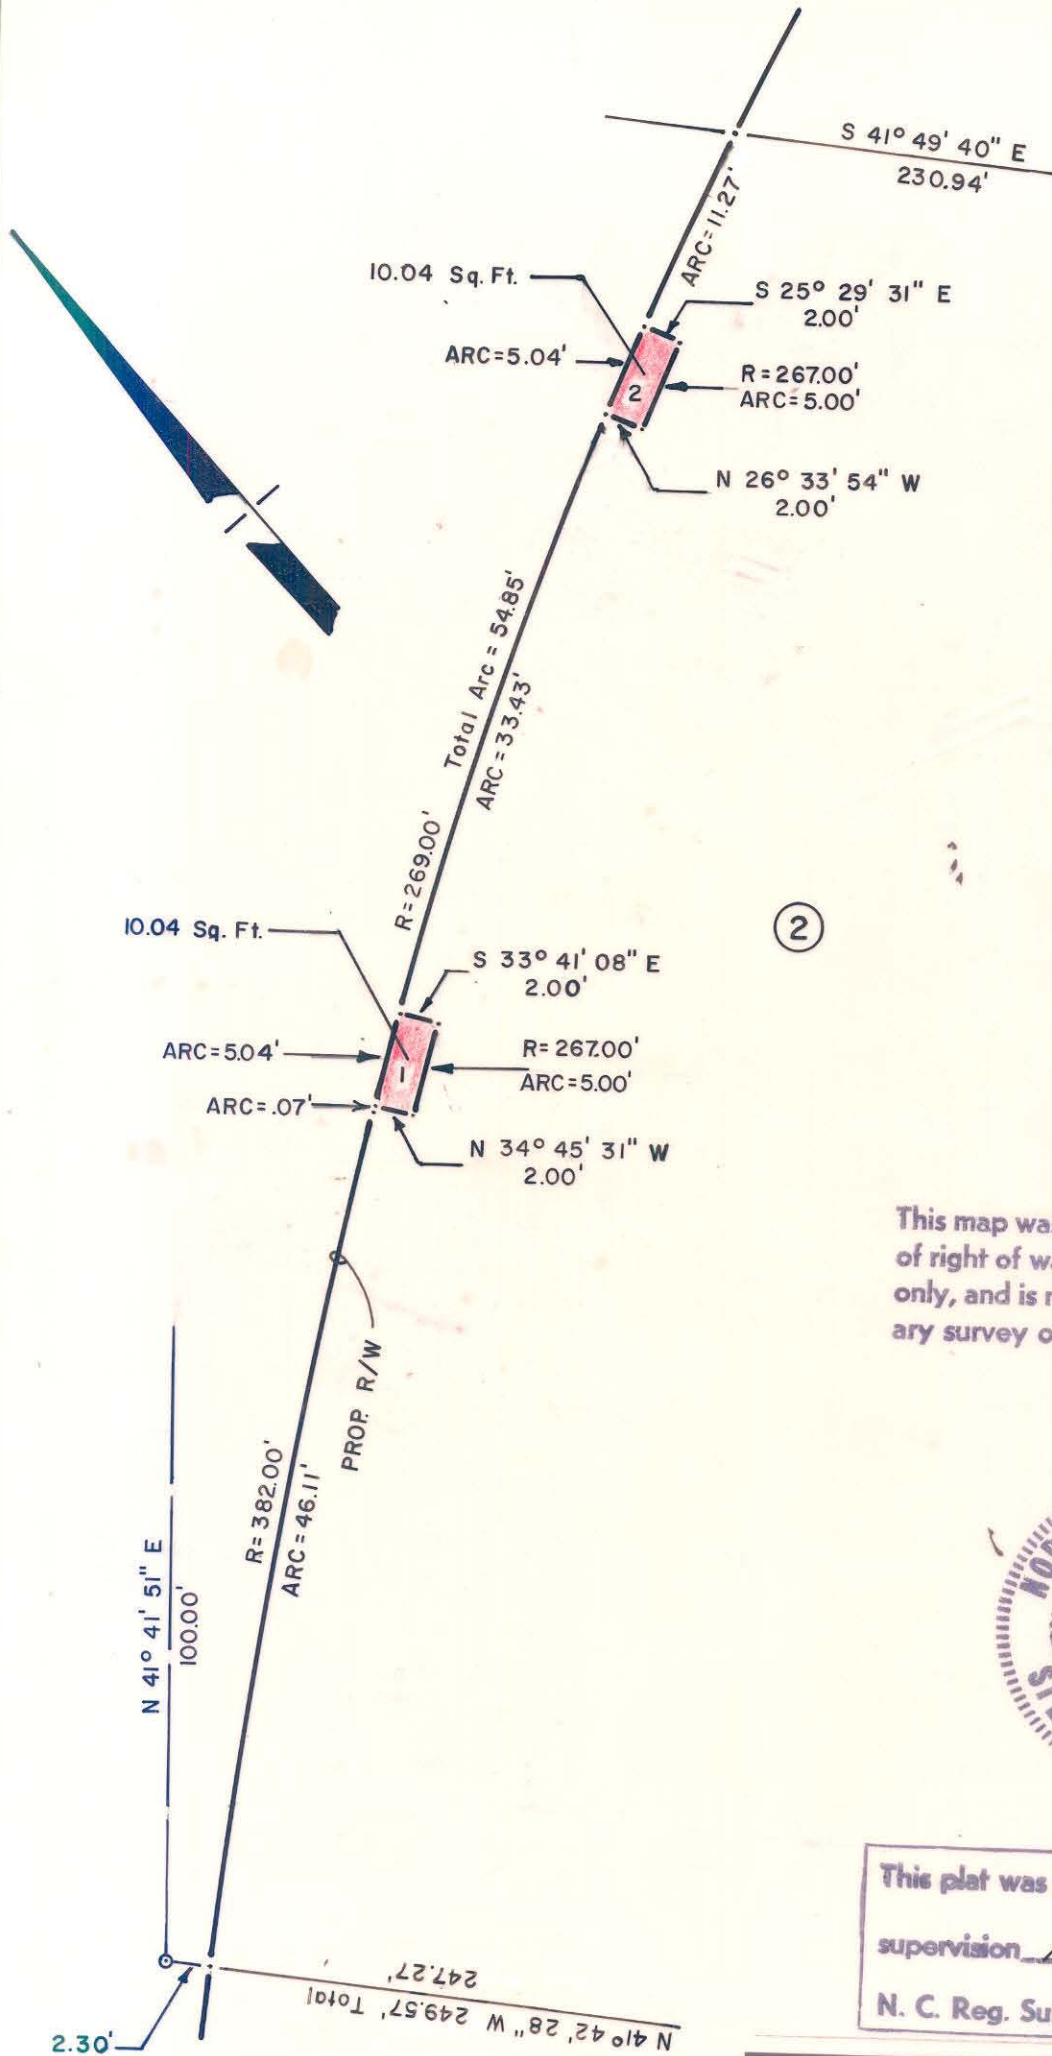 S 41° 49' 40" E
230.94'
ARC=11.27'
10.04 Sq. Ft.
S 25° 29' 31" E
2.00'
ARC=5.04'
R=267.00'
ARC=5.00'
2
N 26° 33' 54" W
2.00'
Total Arc = 54.85'
ARC=33.43'
R=269.00'
10.04 Sq. Ft.
2
S 33° 41' 08" E
2.00'
ARC=5.04'
R=267.00'
ARC=5.00'
1
ARC=.07'
N 34° 45' 31" W
2.00'
This map wa
of right of w
only, and is
ary survey o
PROP. R/W
R=382.00'
ARC=46.11'
N 41° 41' 51" E
100.00'
This plat was
supervision
N. C. Reg. Su
247.27'
N 41° 42' 28" W 249.57' Total
2.30'